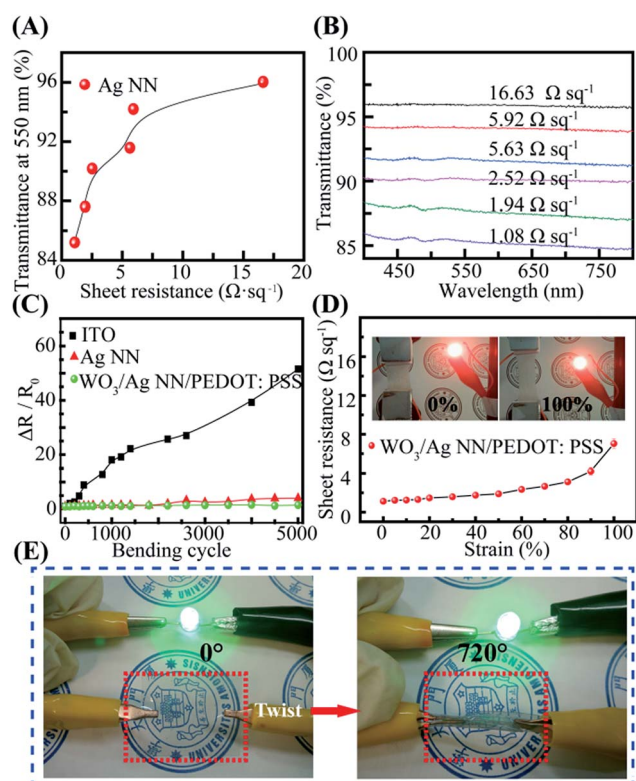 (A)
Transmittance at 550 nm (%)
96
92
88
84
Ag NN
0
5
10
15
20
Sheet resistance (Ω·sq⁻¹)
(B)
Transmittance (%)
100
95
90
85
16.63 Ω sq⁻¹
5.92 Ω sq⁻¹
5.63 Ω sq⁻¹
2.52 Ω sq⁻¹
1.94 Ω sq⁻¹
1.08 Ω sq⁻¹
450
550
650
750
Wavelength (nm)
(C)
ΔR / R₀
60
40
20
0
ITO
Ag NN
WO₃/Ag NN/PEDOT: PSS
0
1000
3000
5000
Bending cycle
(D)
Sheet resistance (Ω sq⁻¹)
16
12
8
4
0
0%
100%
WO₃/Ag NN/PEDOT: PSS
0
20
40
60
80
100
Strain (%)
(E)
0°
Twist
720°